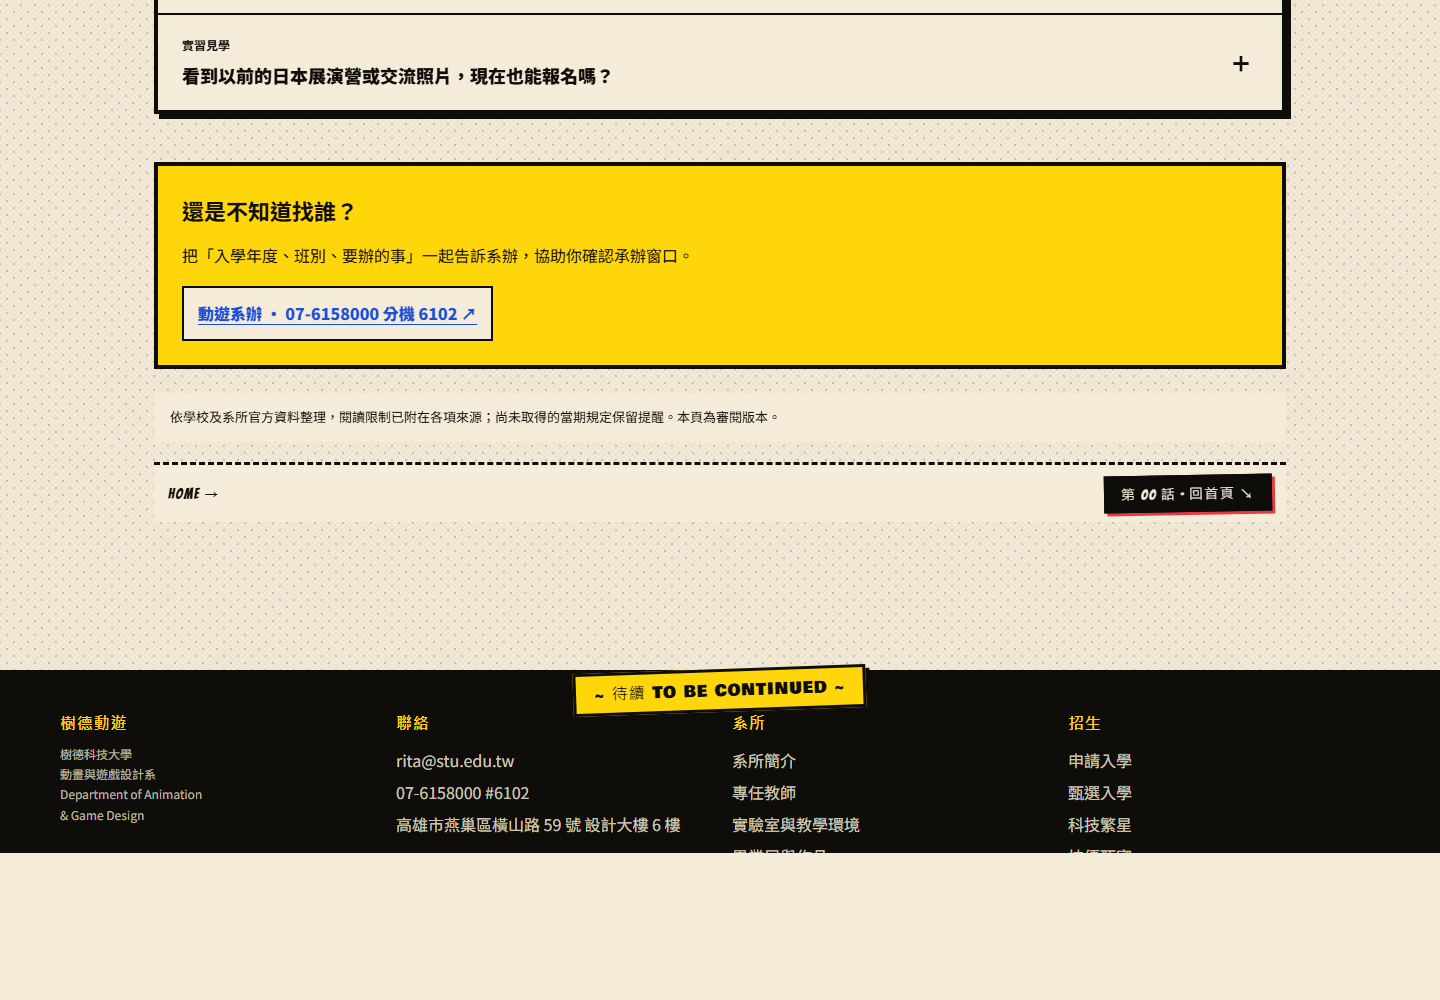 實習見學
看到以前的日本展演營或交流照片，現在也能報名嗎？
+
還是不知道找誰？
把「入學年度、班別、要辦的事」一起告訴系辦，協助你確認承辦窗口。
動遊系辦 · 07-6158000 分機 6102 ↗
依學校及系所官方資料整理，閱讀限制已附在各項來源；尚未取得的當期規定保留提醒。本頁為審閱版本。
HOME →
第 00 話 · 回首頁 ↘
~ 待續 TO BE CONTINUED ~
樹德動遊
樹德科技大學
動畫與遊戲設計系
Department of Animation
& Game Design
聯絡
rita@stu.edu.tw
07-6158000 #6102
高雄市燕巢區橫山路 59 號 設計大樓 6 樓
系所
系所簡介
專任教師
實驗室與教學環境
招生
申請入學
甄選入學
科技繁星